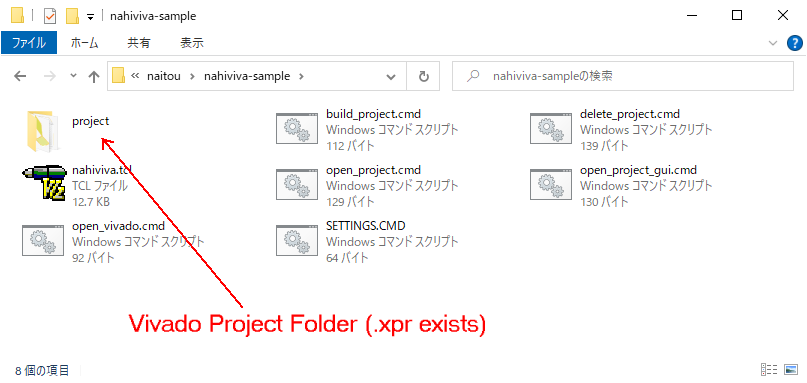 nahiviva-sample
ファイル ホーム 共有 表示
« naitou › nahiviva-sample › nahiviva-sampleの検索
project
build_project.cmd
Windows コマンド スクリプト
112 バイト
delete_project.cmd
Windows コマンド スクリプト
139 バイト
nahiviva.tcl
TCL ファイル
12.7 KB
open_project.cmd
Windows コマンド スクリプト
129 バイト
open_project_gui.cmd
Windows コマンド スクリプト
130 バイト
open_vivado.cmd
Windows コマンド スクリプト
92 バイト
SETTINGS.CMD
Windows コマンド スクリプト
64 バイト
Vivado Project Folder (.xpr exists)
8 個の項目